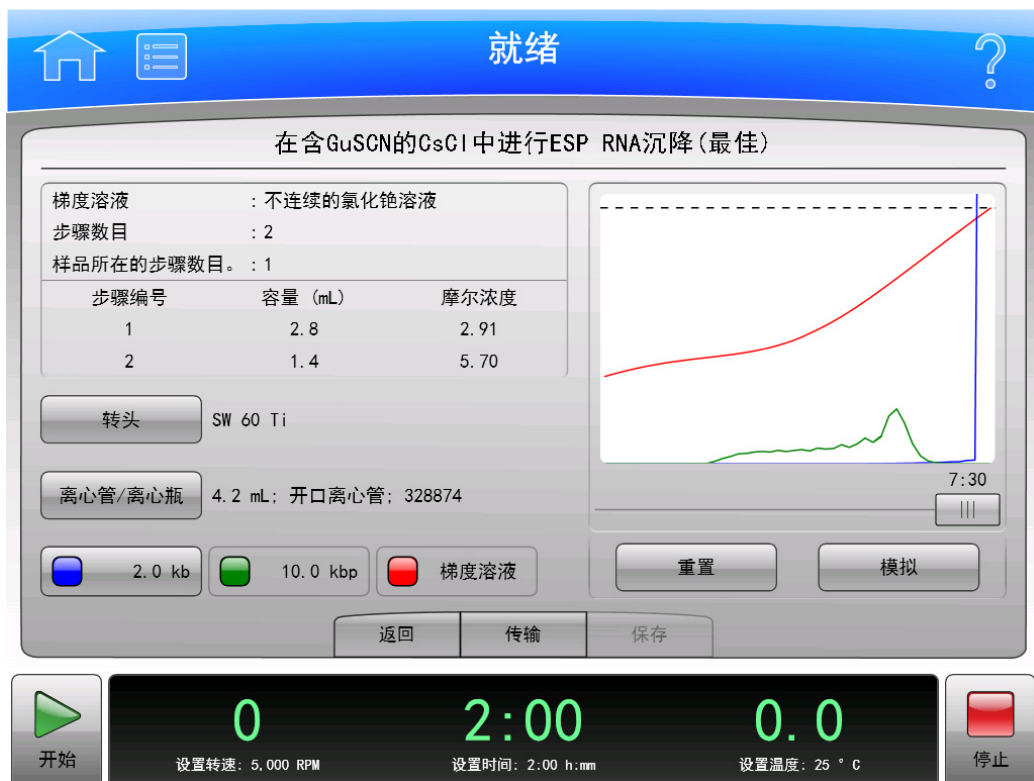 就绪
在含GuSCN的CsCl中进行ESP RNA沉降(最佳)
梯度溶液 : 不连续的氯化铯溶液
步骤数目 : 2
样品所在的步骤数目。 : 1
步骤编号 容量 (mL) 摩尔浓度
1 2.8 2.91
2 1.4 5.70
转头 SW 60 Ti
离心管/离心瓶 4.2 mL; 开口离心管; 328874
7:30
2.0 kb 10.0 kbp 梯度溶液
重置 模拟
返回 传输 保存
开始
0 2:00 0.0
设置转速: 5,000 RPM 设置时间: 2:00 h:mm 设置温度: 25 ° C
停止